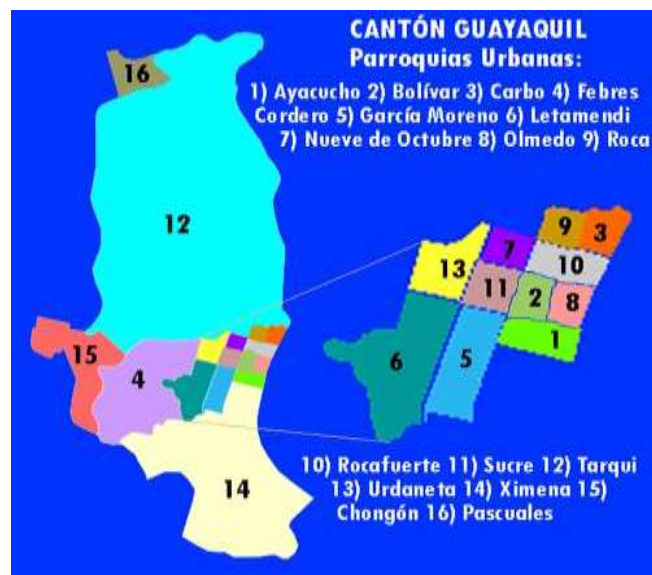 CANTÓN GUAYAQUIL
Parroquias Urbanas:
1) Ayacucho 2) Bolívar 3) Carbo 4) Febres
Cordero 5) García Moreno 6) Letamendi
7) Nueve de Octubre 8) Olmedo 9) Roca
16
12
15
4
14
9
3
7
10
13
11
2
8
1
6
5
10) Rocafuerte 11) Sucre 12) Tarqui
13) Urdaneta 14) Ximena 15)
Chongón 16) Pascuales